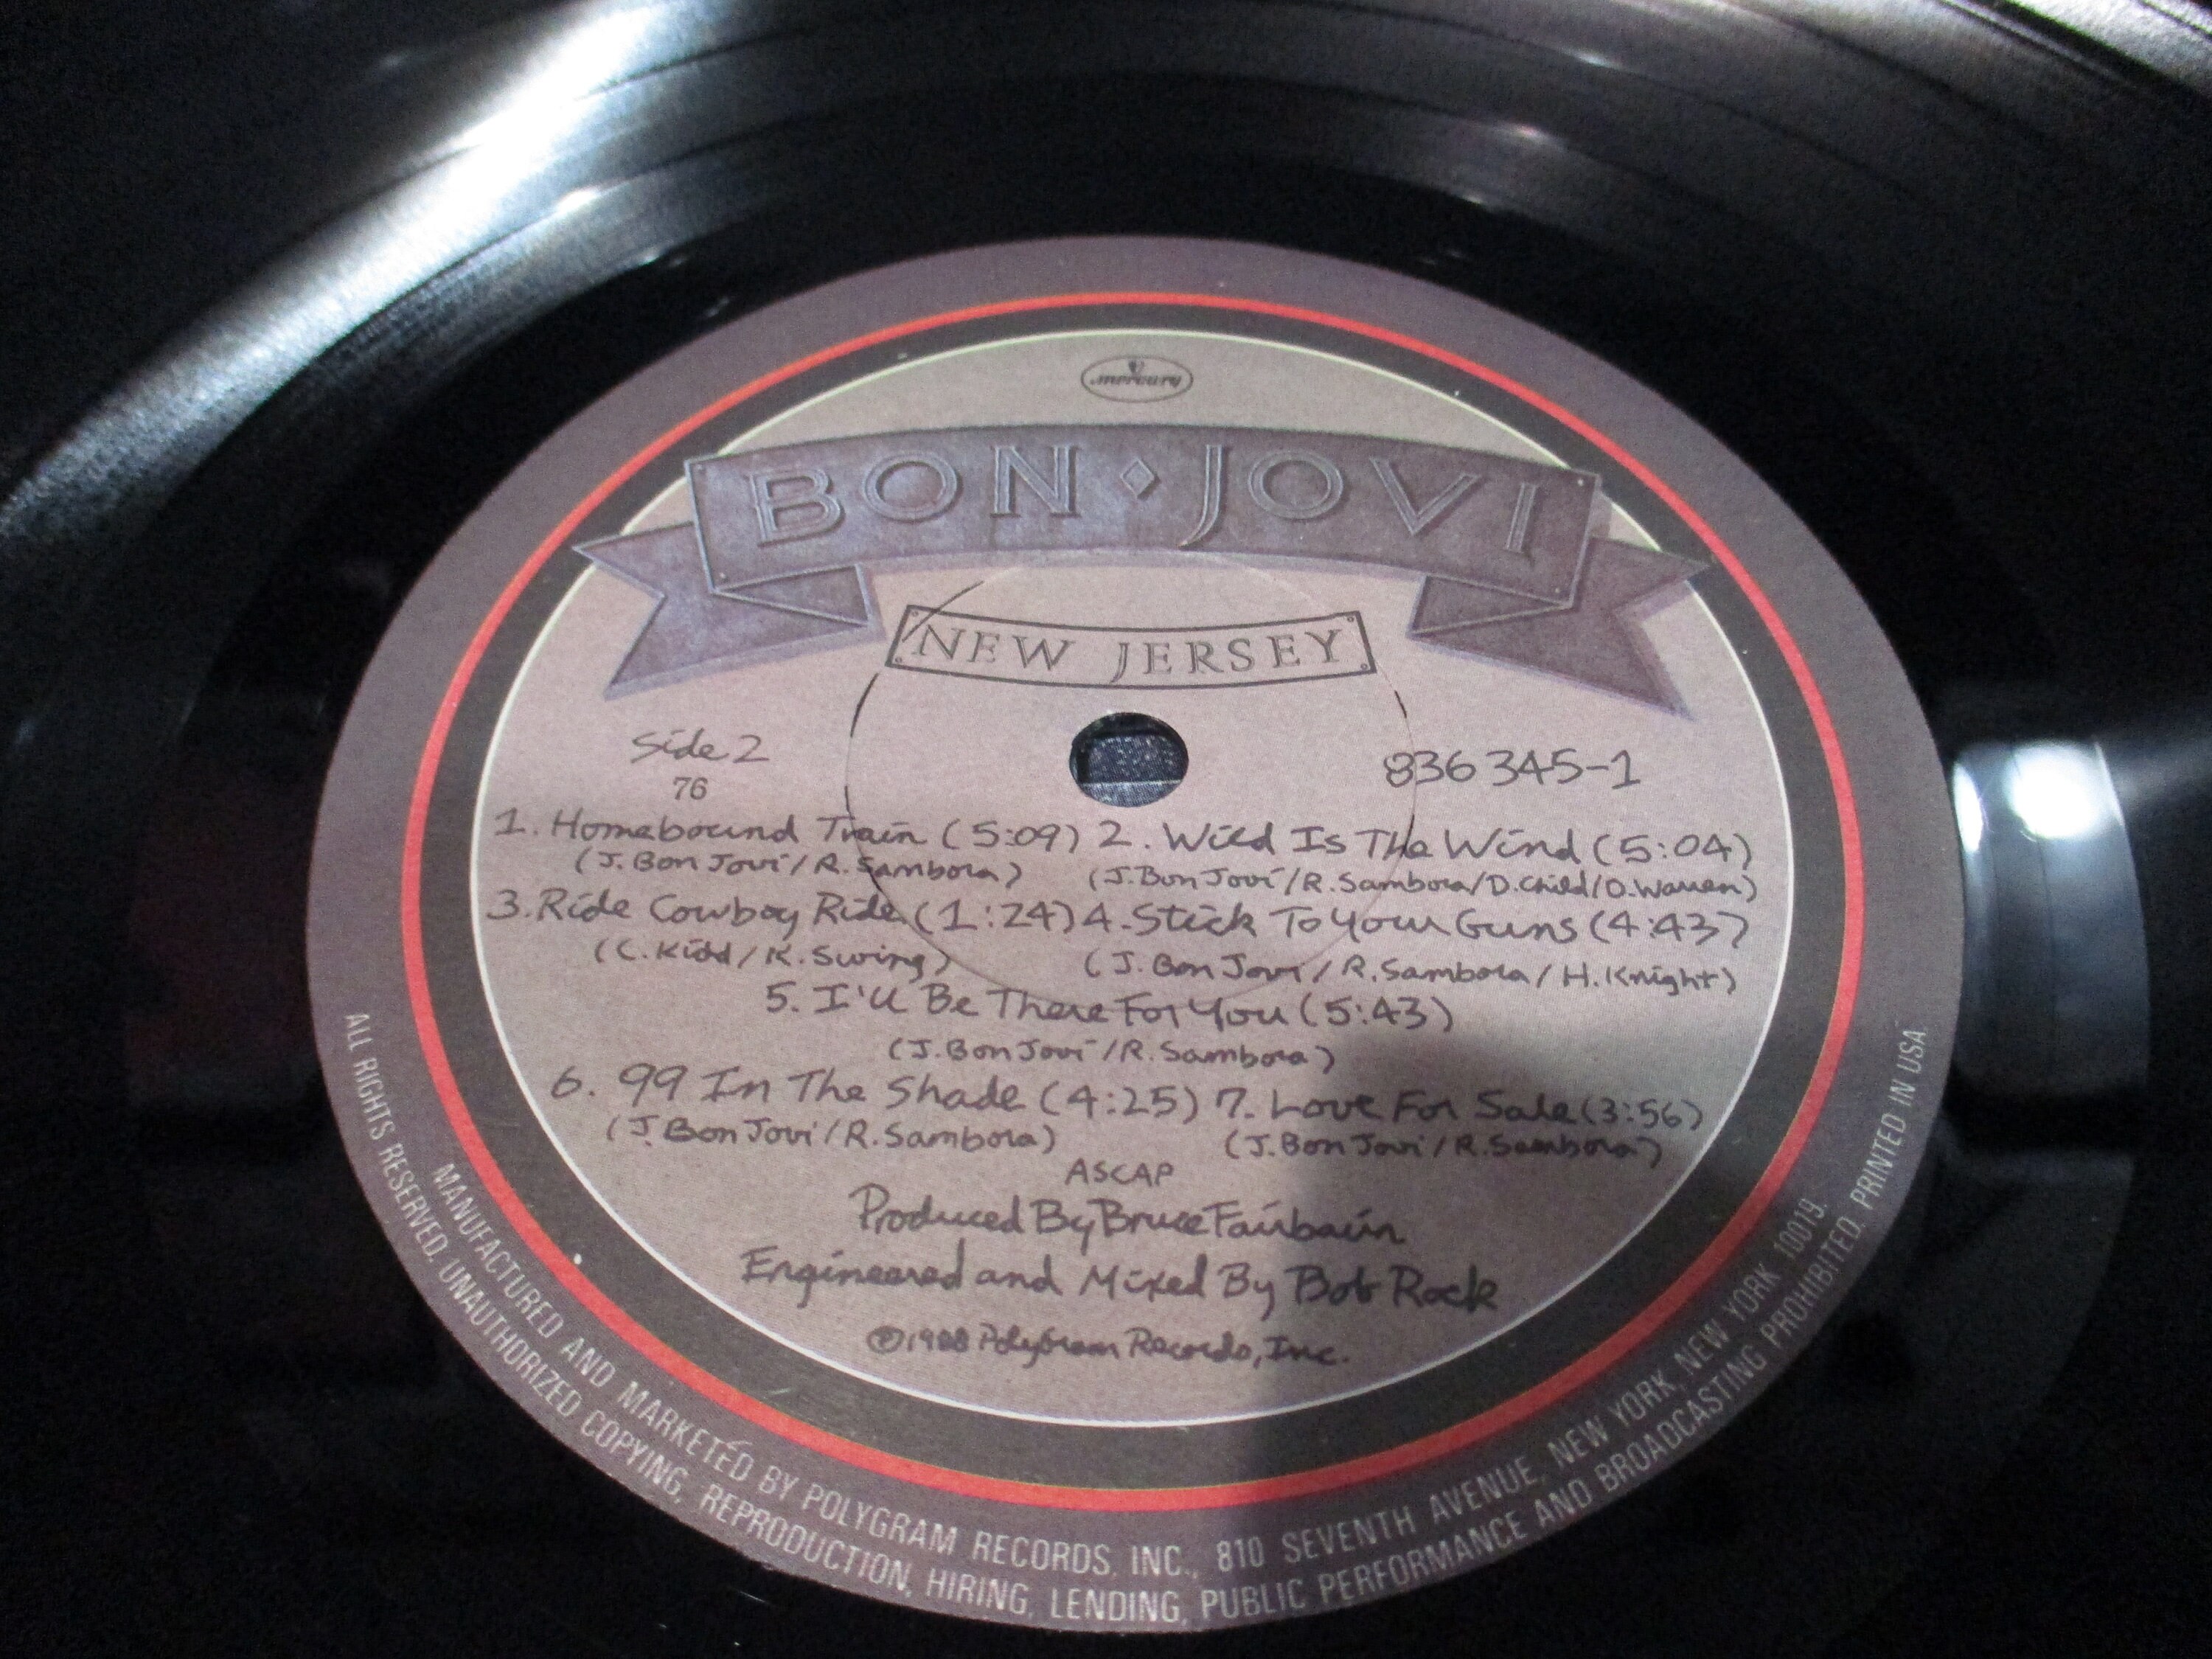 mercury
BON JOVI
NEW JERSEY
Side 2
836 345-1
76
1. Homebound Train (5:09) 2. Wild Is The Wind (5:04)
(J. Bon Jovi/R. Sambora) (J. Bon Jovi/R. Sambora/D. Child/D. Warren)
3. Ride Cowboy Ride (1:24) 4. Stick To Your Guns (4:43)
(C. Kidd/K. Swing) (J. Bon Jovi/R. Sambora/H. Knight)
5. I'll Be There For You (5:43)
(J. Bon Jovi/R. Sambora)
6. 99 In The Shade (4:25) 7. Love For Sale (3:56)
(J. Bon Jovi/R. Sambora) (J. Bon Jovi/R. Sambora)
ASCAP
Produced By Bruce Fairbairn
Engineered and Mixed By Bob Rock
℗1988 PolyGram Records, Inc.
MANUFACTURED AND MARKETED BY POLYGRAM RECORDS, INC., 810 SEVENTH AVENUE, NEW YORK, NEW YORK 10019.
ALL RIGHTS RESERVED. UNAUTHORIZED COPYING, REPRODUCTION, HIRING, LENDING, PUBLIC PERFORMANCE AND BROADCASTING PROHIBITED. PRINTED IN USA